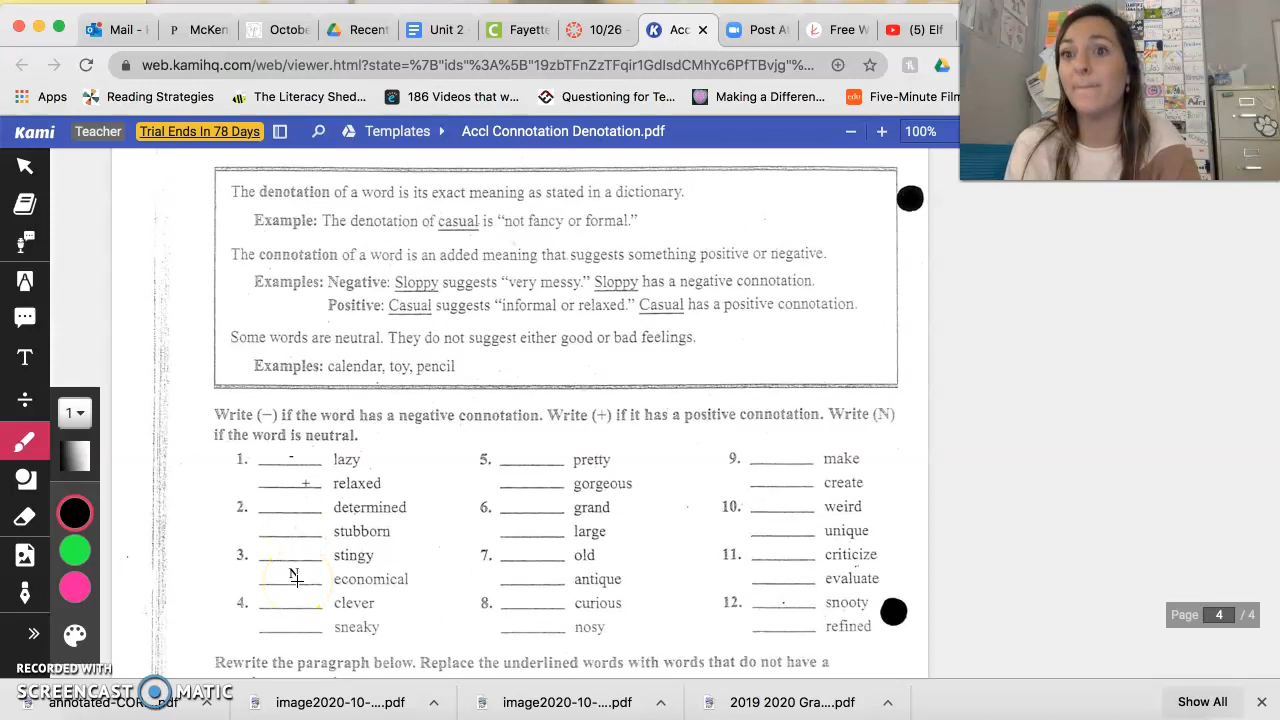 Mail -
McKen
Octobe
Recent
Unit 2
Fayette
10/26
Acc
Post At
Free W
(5) Elf
web.kamihq.com/web/viewer.html?state=%7B"ids"%3A%5B"19zbTFnZzTFqir1GdIsdCMhYc6PfTBvjg"%...
Apps Reading Strategies The Literacy Shed... 186 Videos that w... Questioning for Te... Making a Differen... Five-Minute Film
Kami Teacher Trial Ends In 78 Days Templates Accl Connotation Denotation.pdf 100%
The denotation of a word is its exact meaning as stated in a dictionary.
Example: The denotation of casual is “not fancy or formal.”
The connotation of a word is an added meaning that suggests something positive or negative.
Examples: Negative: Sloppy suggests “very messy.” Sloppy has a negative connotation.
Positive: Casual suggests “informal or relaxed.” Casual has a positive connotation.
Some words are neutral. They do not suggest either good or bad feelings.
Examples: calendar, toy, pencil
Write (−) if the word has a negative connotation. Write (+) if it has a positive connotation. Write (N)
if the word is neutral.
1. - lazy
+ relaxed
2. determined
stubborn
3. stingy
N economical
4. clever
sneaky
5. pretty
gorgeous
6. grand
large
7. old
antique
8. curious
nosy
9. make
create
10. weird
unique
11. criticize
evaluate
12. snooty
refined
Rewrite the paragraph below. Replace the underlined words with words that do not have a
1
Page 4 / 4
RECORDED WITH
SCREENCAST MATIC
image2020-10-....pdf
image2020-10-....pdf
2019 2020 Gra....pdf
Show All